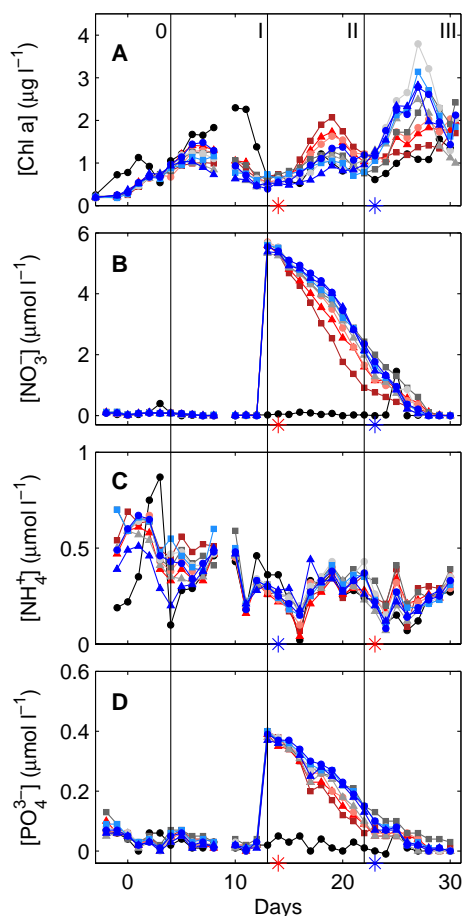 0 I II III
A
[Chl a] (µg l⁻¹)
5
4
3
2
1
0
B
[NO₃⁻] (µmol l⁻¹)
6
4
2
0
C
[NH₄⁺] (µmol l⁻¹)
1
0.5
0
D
[PO₄³⁻] (µmol l⁻¹)
0.6
0.4
0.2
0
0 10 20 30
Days